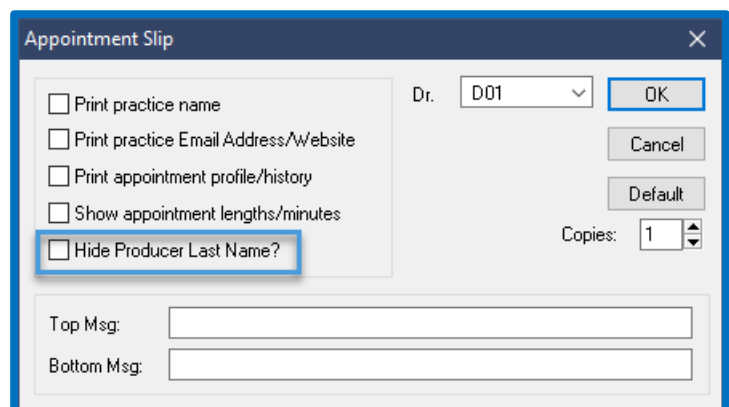 Appointment Slip
Print practice name
Print practice Email Address/Website
Print appointment profile/history
Show appointment lengths/minutes
Hide Producer Last Name?
Dr. D01
OK
Cancel
Default
Copies: 1
Top Msg:
Bottom Msg: